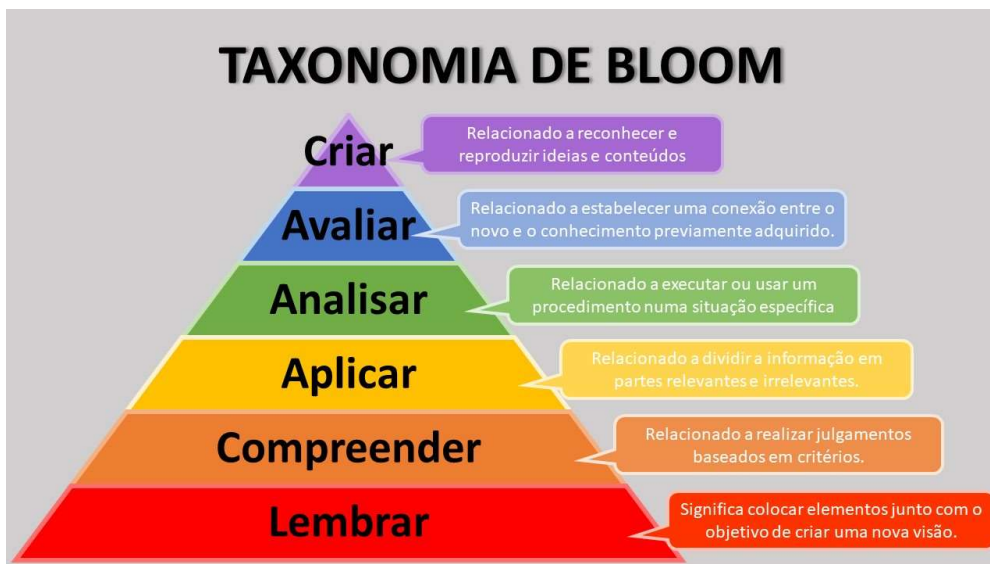 TAXONOMIA DE BLOOM
Criar
Relacionado a reconhecer e
reproduzir ideias e conteúdos
Avaliar
Relacionado a estabelecer uma conexão entre o
novo e o conhecimento previamente adquirido.
Analisar
Relacionado a executar ou usar um
procedimento numa situação específica
Aplicar
Relacionado a dividir a informação em
partes relevantes e irrelevantes.
Compreender
Relacionado a realizar julgamentos
baseados em critérios.
Lembrar
Significa colocar elementos junto com o
objetivo de criar uma nova visão.